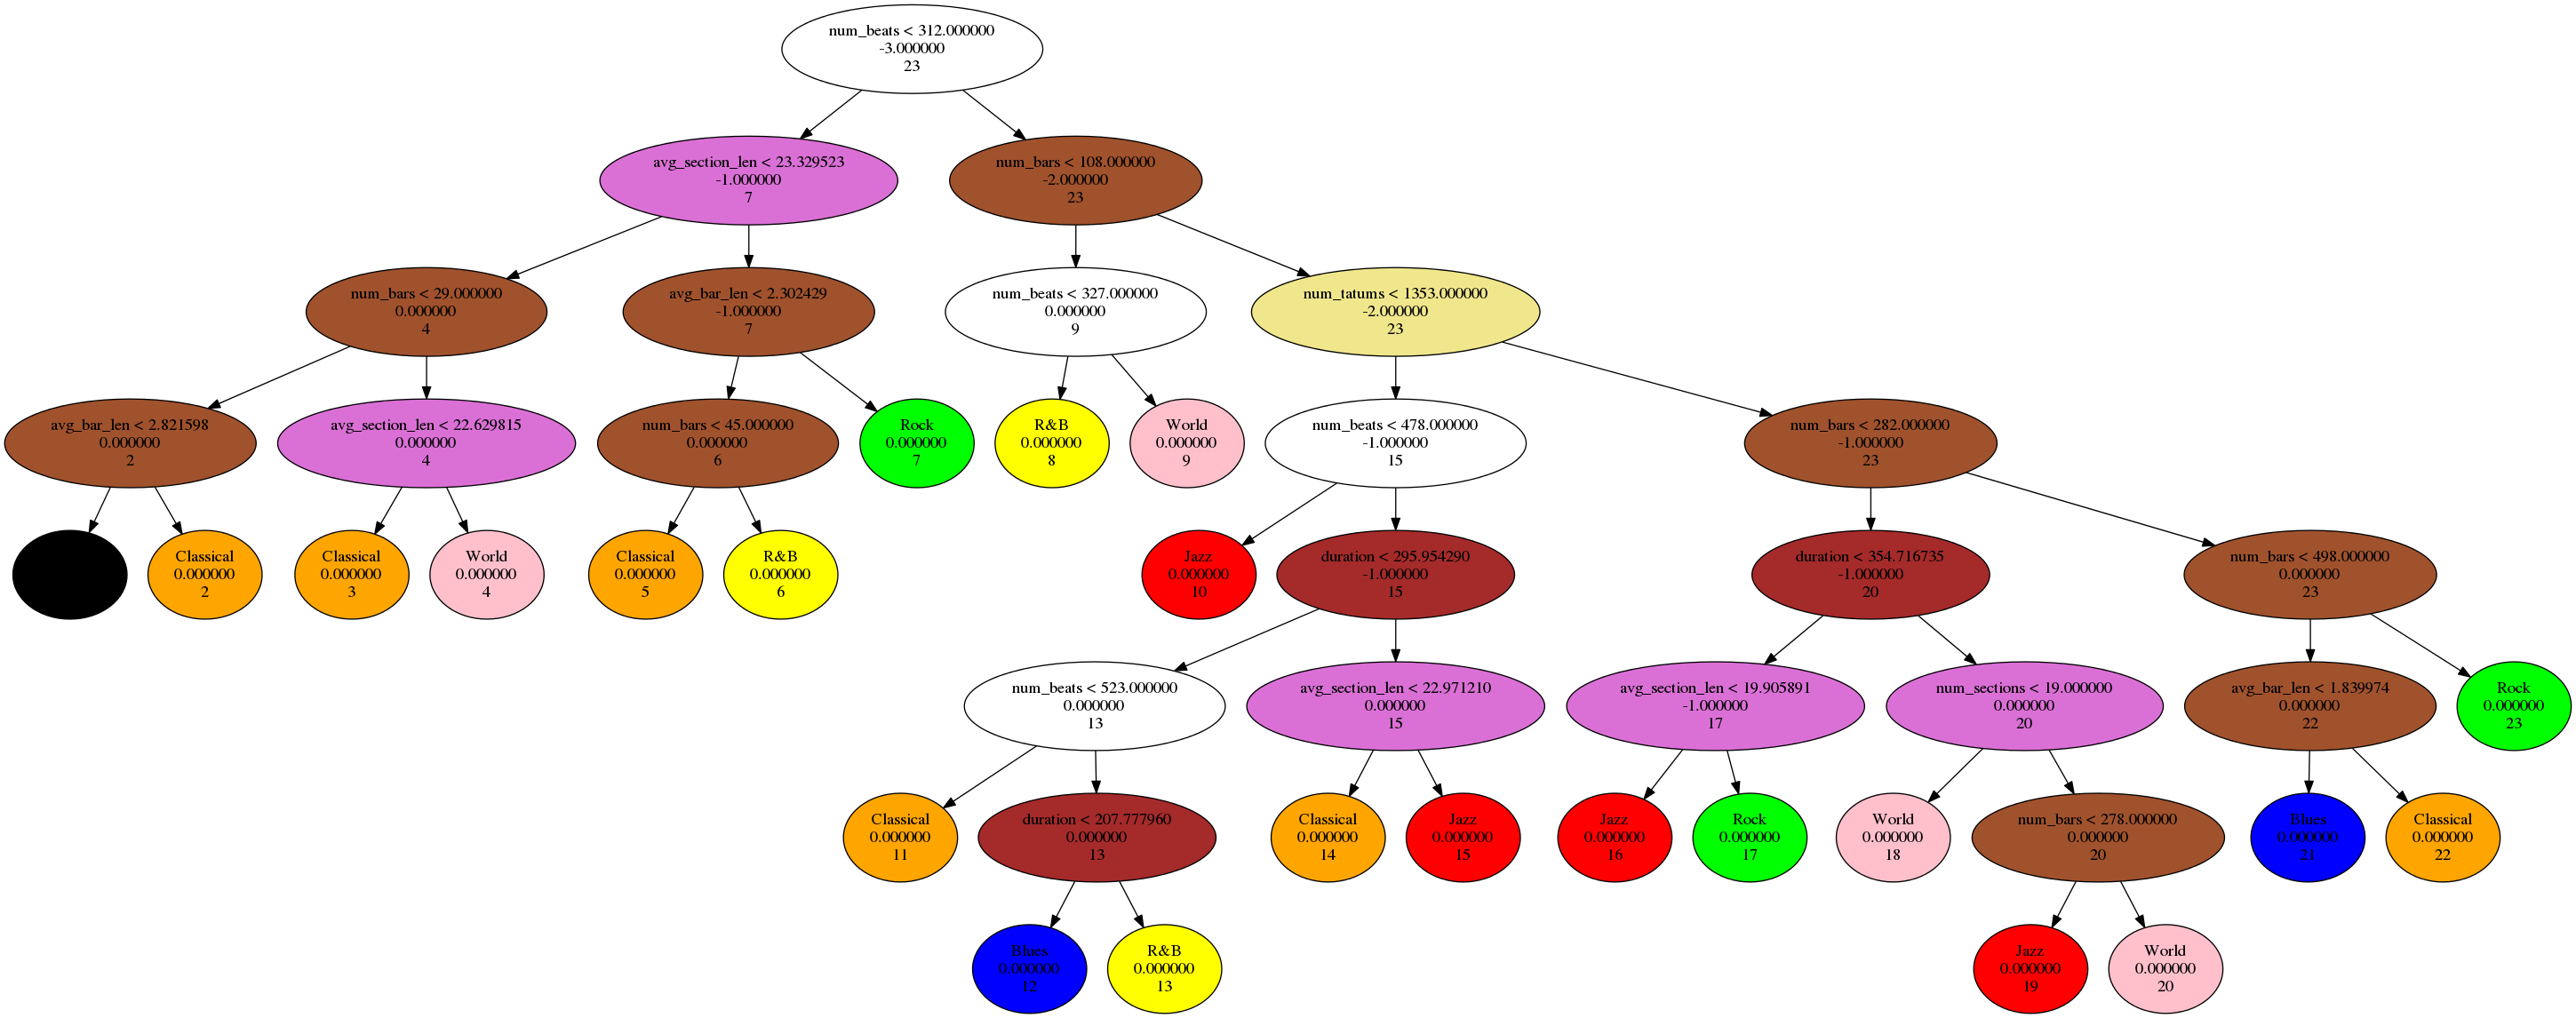 num_beats < 312.000000
-3.000000
23
avg_section_len < 23.329523
-1.000000
7
num_bars < 108.000000
-2.000000
23
num_bars < 29.000000
0.000000
4
avg_bar_len < 2.302429
-1.000000
7
num_beats < 327.000000
0.000000
9
num_tatums < 1353.000000
-2.000000
23
avg_bar_len < 2.821598
0.000000
2
avg_section_len < 22.629815
0.000000
4
num_bars < 45.000000
0.000000
6
Rock
0.000000
7
R&B
0.000000
8
World
0.000000
9
num_beats < 478.000000
-1.000000
15
num_bars < 282.000000
-1.000000
23
Classical
0.000000
2
Classical
0.000000
3
World
0.000000
4
Classical
0.000000
5
R&B
0.000000
6
Jazz
0.000000
10
duration < 295.954290
-1.000000
15
duration < 354.716735
-1.000000
20
num_bars < 498.000000
0.000000
23
num_beats < 523.000000
0.000000
13
avg_section_len < 22.971210
0.000000
15
avg_section_len < 19.905891
-1.000000
17
num_sections < 19.000000
0.000000
20
avg_bar_len < 1.839974
0.000000
22
Rock
0.000000
23
Classical
0.000000
11
duration < 207.777960
0.000000
13
Classical
0.000000
14
Jazz
0.000000
15
Jazz
0.000000
16
Rock
0.000000
17
World
0.000000
18
num_bars < 278.000000
0.000000
20
Blues
0.000000
21
Classical
0.000000
22
Blues
0.000000
12
R&B
0.000000
13
Jazz
0.000000
19
World
0.000000
20